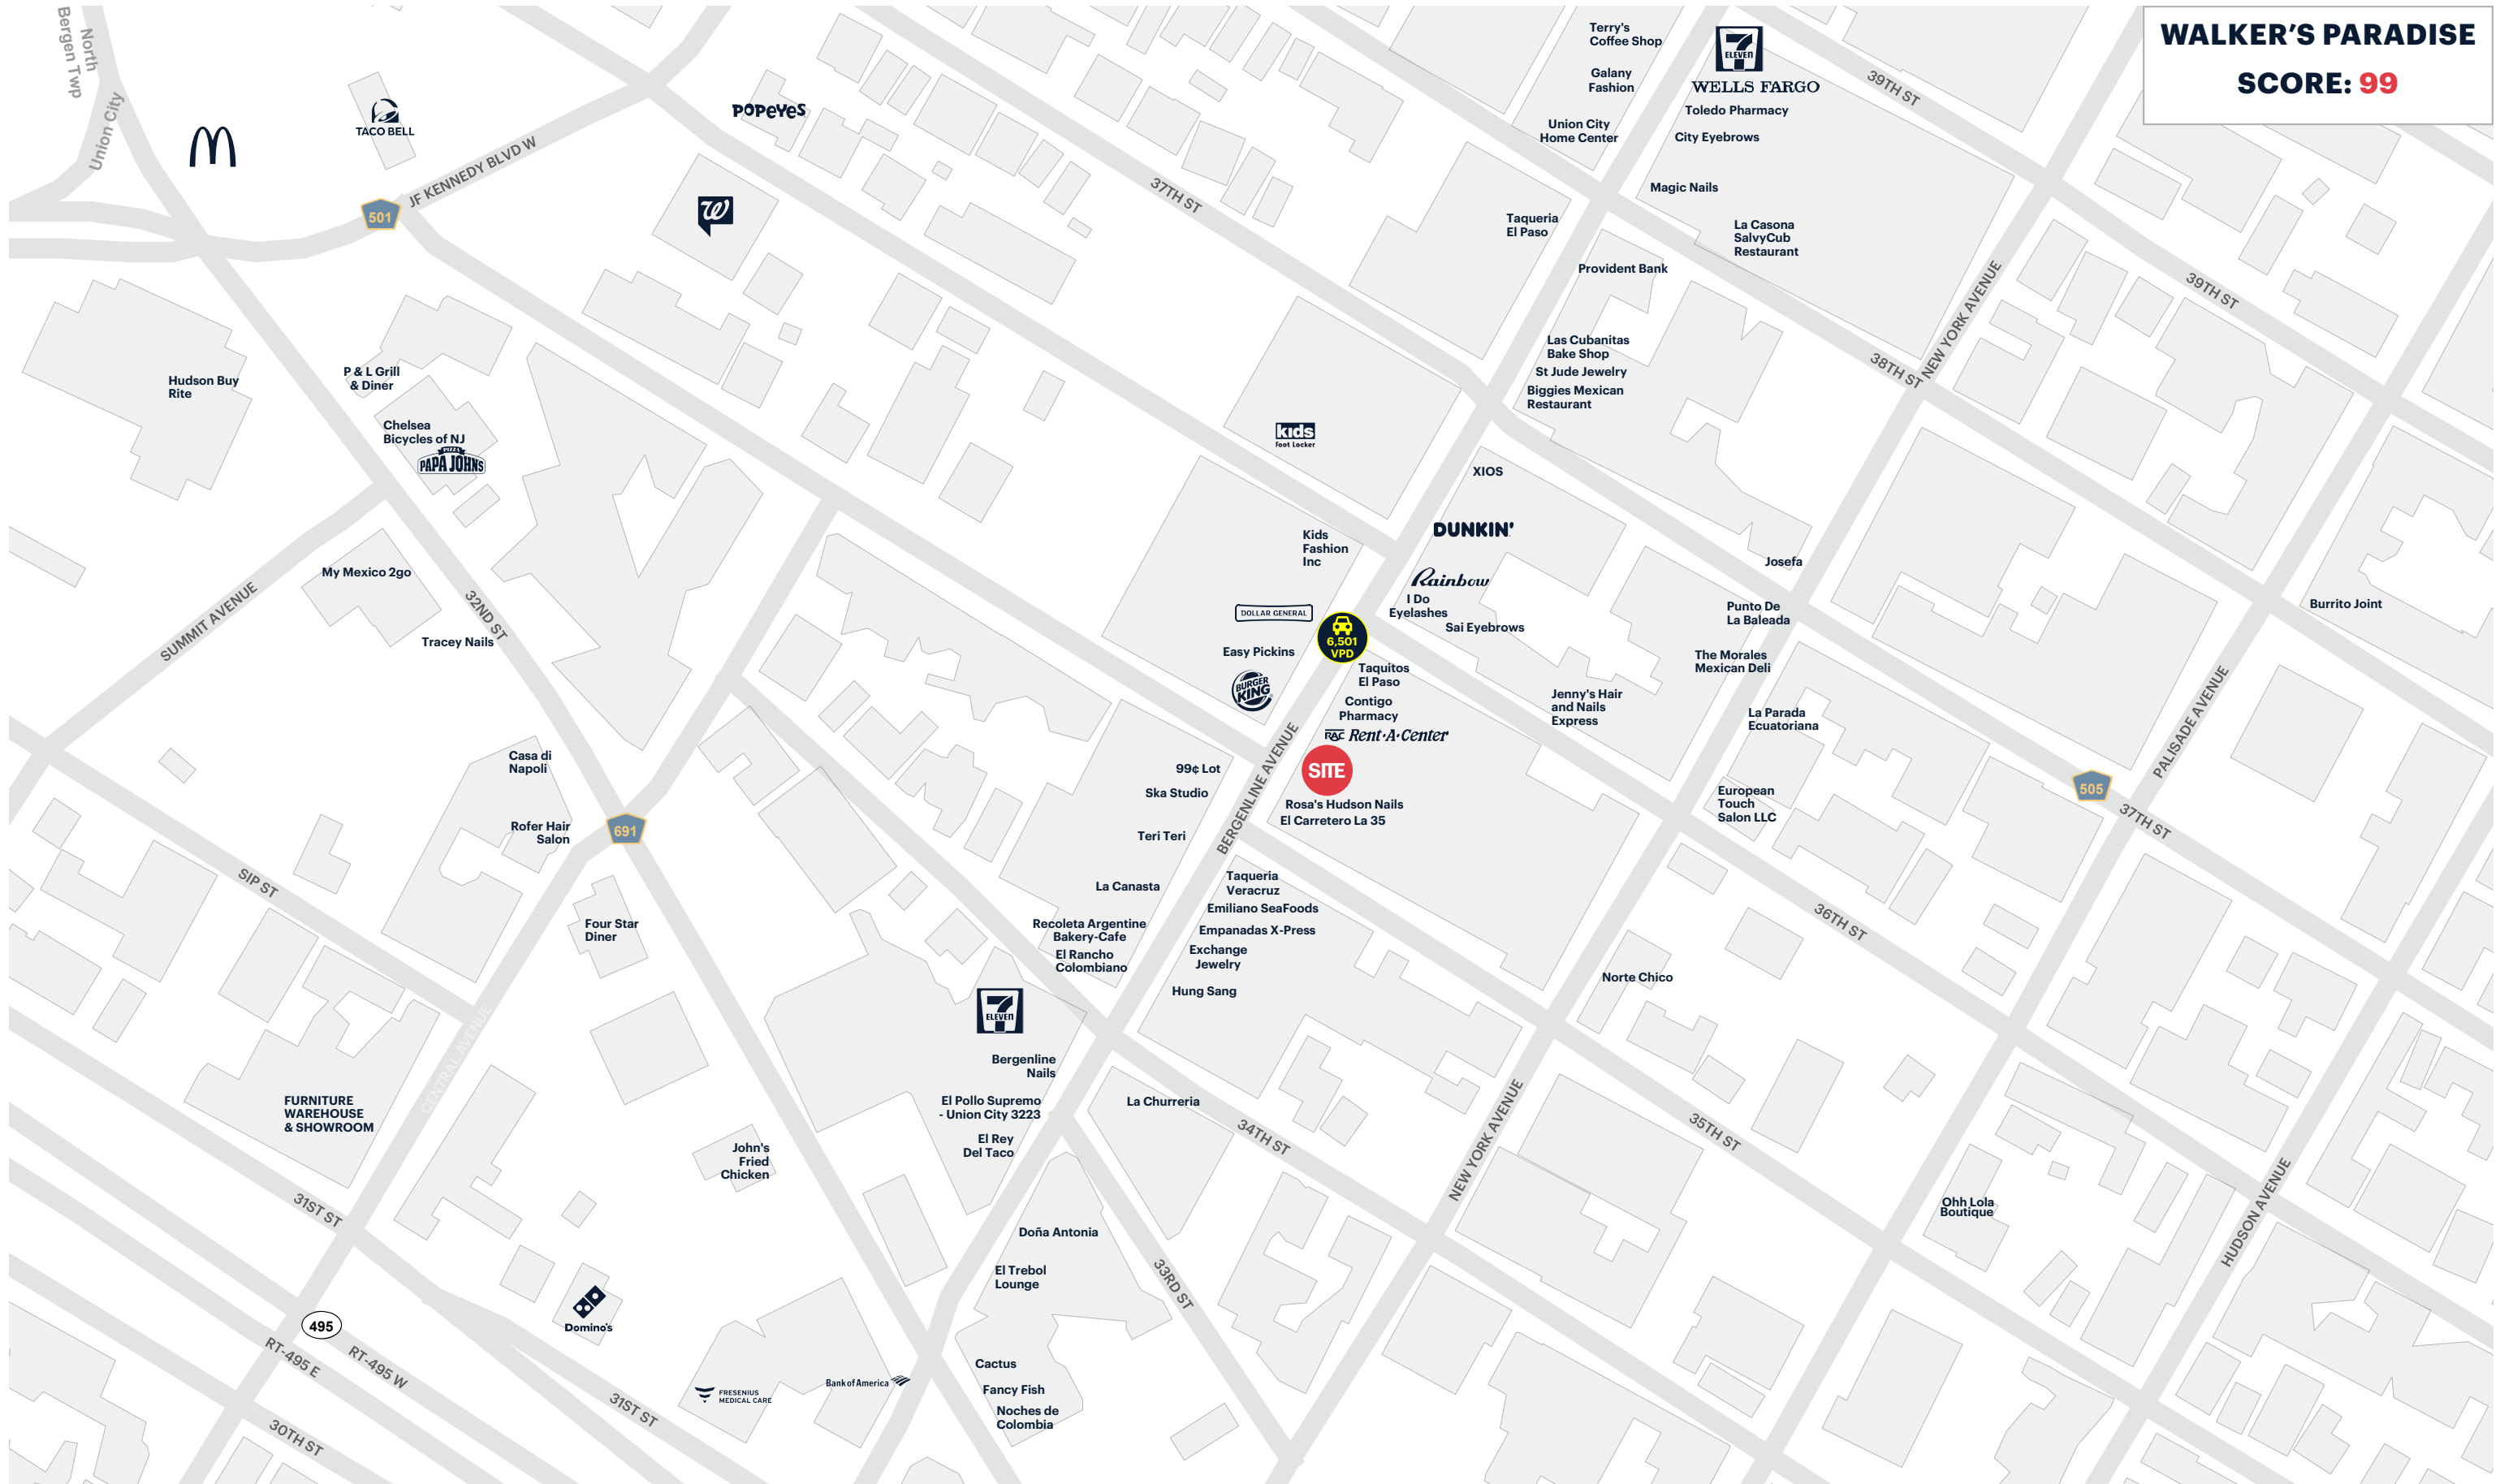 WALKER'S PARADISE
SCORE: 99
North
Bergen Twp
Union City
TACO BELL
JF KENNEDY BLVD W
501
POPEYES
W
37TH ST
Terry's
Coffee Shop
Galany
Fashion
Union City
Home Center
7
ELEVEN
WELLS FARGO
Toledo Pharmacy
City Eyebrows
Magic Nails
La Casona
SalvyCub
Restaurant
39TH ST
39TH ST
Taqueria
El Paso
Provident Bank
Las Cubanitas
Bake Shop
St Jude Jewelry
Biggies Mexican
Restaurant
38TH ST
NEW YORK AVENUE
Hudson Buy
Rite
P & L Grill
& Diner
Chelsea
Bicycles of NJ
PIZZA
PAPA JOHNS
kids
Foot Locker
XIOS
DUNKIN'
Kids
Fashion
Inc
Rainbow
I Do
Eyelashes
Sai Eyebrows
DOLLAR GENERAL
6,501
VPD
Easy Pickins
BURGER
KING
Taquitos
El Paso
Contigo
Pharmacy
RAC Rent-A-Center
SITE
Rosa's Hudson Nails
El Carretero La 35
BERGENLINE AVENUE
Josefa
Punto De
La Baleada
The Morales
Mexican Deli
Jenny's Hair
and Nails
Express
La Parada
Ecuatoriana
European
Touch
Salon LLC
Burrito Joint
PALISADE AVENUE
505
37TH ST
36TH ST
My Mexico 2go
32ND ST
SUMMIT AVENUE
Tracey Nails
Casa di
Napoli
Rofer Hair
Salon
691
SIP ST
Four Star
Diner
99¢ Lot
Ska Studio
Teri Teri
La Canasta
Recoleta Argentine
Bakery-Cafe
El Rancho
Colombiano
Taqueria
Veracruz
Emiliano SeaFoods
Empanadas X-Press
Exchange
Jewelry
Hung Sang
Norte Chico
7
ELEVEN
Bergenline
Nails
El Pollo Supremo
- Union City 3223
El Rey
Del Taco
La Churreria
34TH ST
NEW YORK AVENUE
35TH ST
Ohh Lola
Boutique
HUDSON AVENUE
CENTRAL AVENUE
FURNITURE
WAREHOUSE
& SHOWROOM
John's
Fried
Chicken
31ST ST
Doña Antonia
El Trebol
Lounge
33RD ST
495
RT-495 E
RT-495 W
Domino's
31ST ST
30TH ST
FRESENIUS
MEDICAL CARE
Bank of America
Cactus
Fancy Fish
Noches de
Colombia